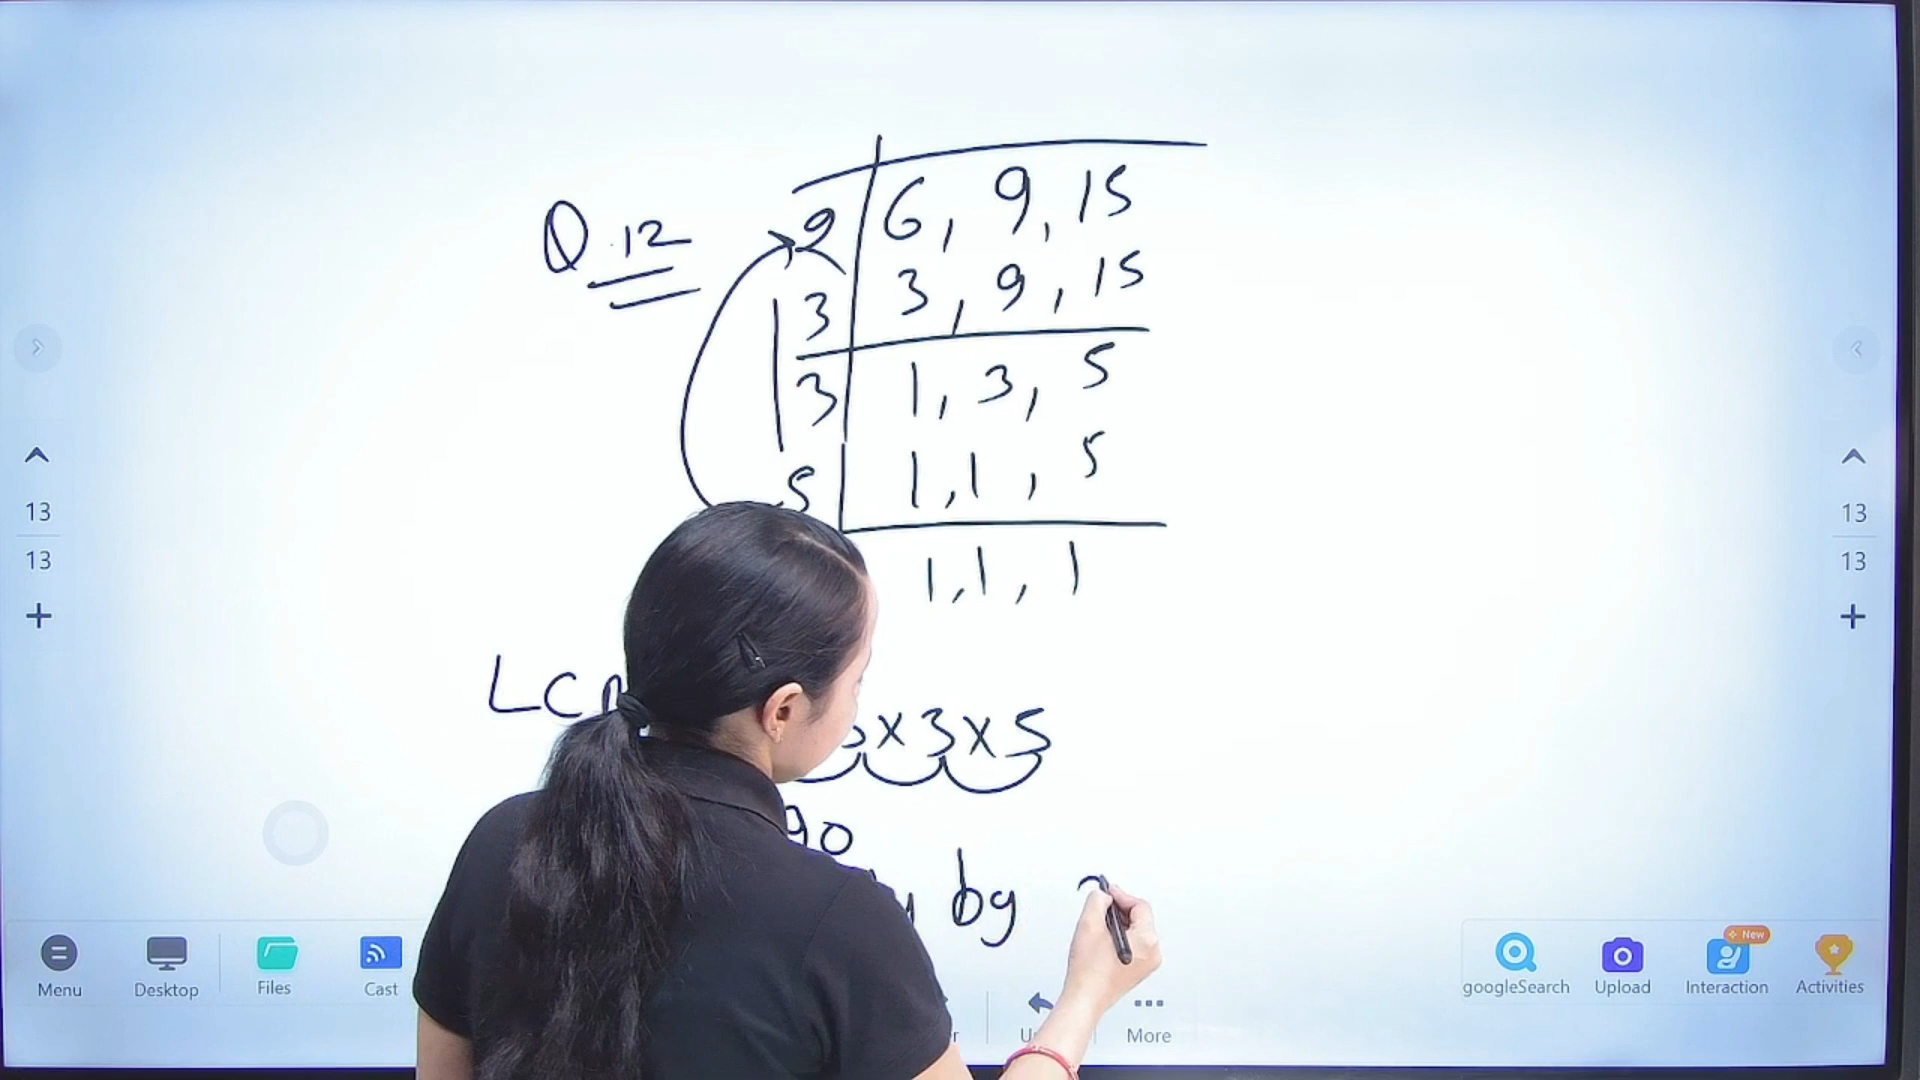 Q.12
2 | 6, 9, 15
3 | 3, 9, 15
3 | 1, 3, 5
5 | 1, 1, 5
1, 1, 1
LC
x 3 x 5
90
by
13
13
13
13
Menu
Desktop
Files
Cast
More
googleSearch
Upload
New
Interaction
Activities